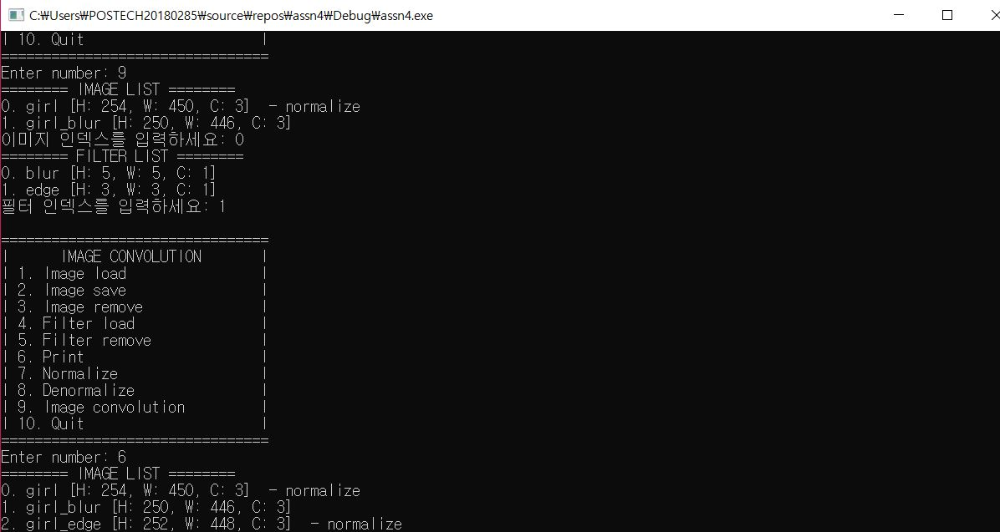 C:₩Users₩POSTECH20180285₩source₩repos₩assn4₩Debug₩assn4.exe
| 10. Quit |
================================
Enter number: 9
======== IMAGE LIST ========
0. girl [H: 254, W: 450, C: 3] - normalize
1. girl_blur [H: 250, W: 446, C: 3]
이미지 인덱스를 입력하세요: 0
======== FILTER LIST ========
0. blur [H: 5, W: 5, C: 1]
1. edge [H: 3, W: 3, C: 1]
필터 인덱스를 입력하세요: 1
================================
| IMAGE CONVOLUTION |
| 1. Image load |
| 2. Image save |
| 3. Image remove |
| 4. Filter load |
| 5. Filter remove |
| 6. Print |
| 7. Normalize |
| 8. Denormalize |
| 9. Image convolution |
| 10. Quit |
================================
Enter number: 6
======== IMAGE LIST ========
0. girl [H: 254, W: 450, C: 3] - normalize
1. girl_blur [H: 250, W: 446, C: 3]
2. girl_edge [H: 252, W: 448, C: 3] - normalize